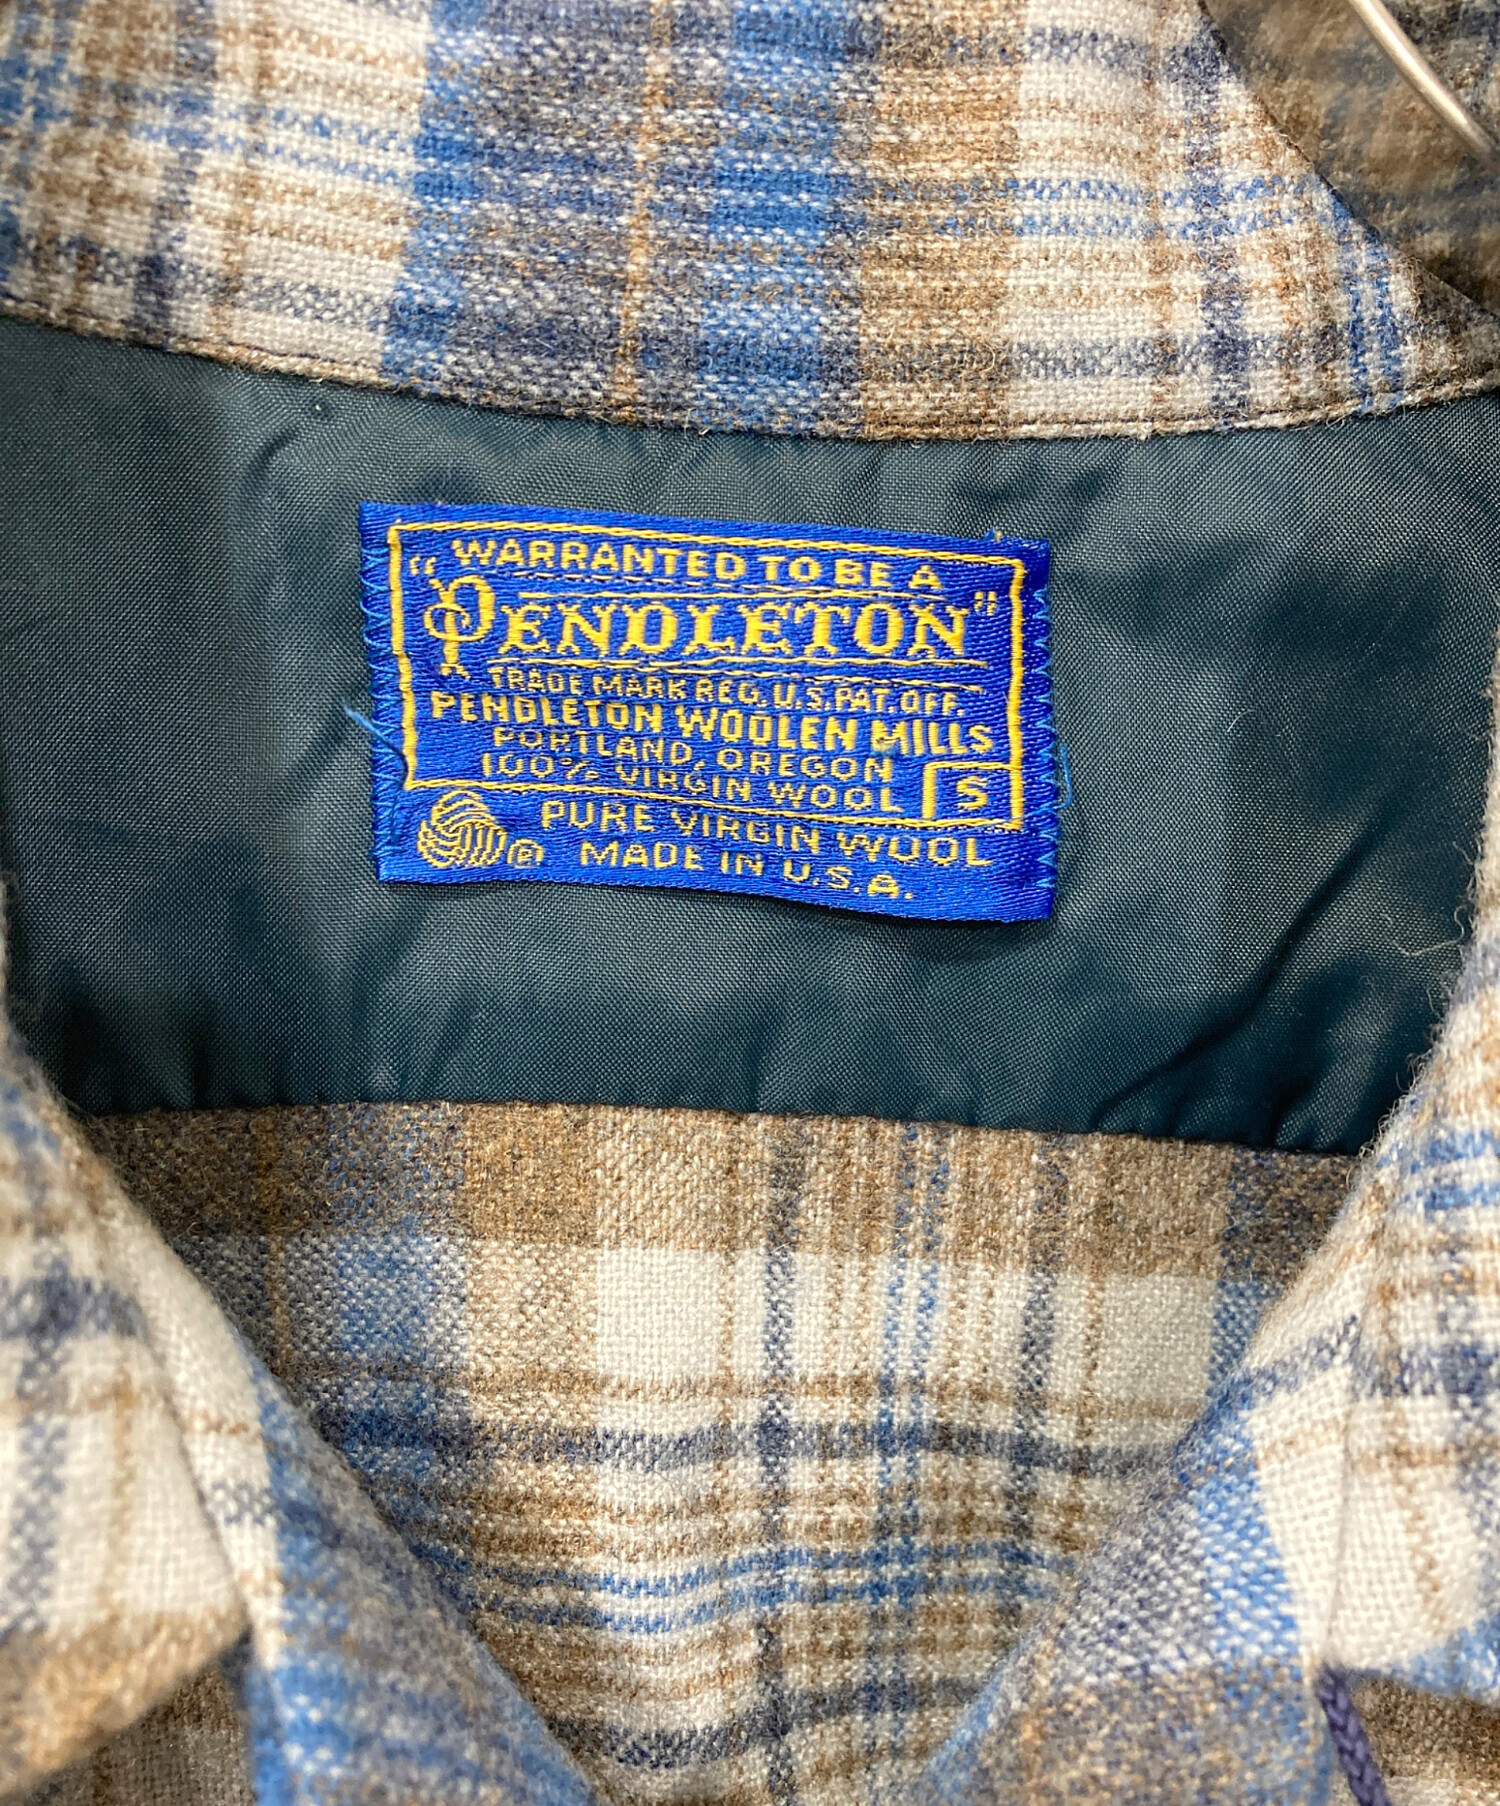 WARRANTED TO BE A
"PENDLETON"
TRADE MARK REG. U.S. PAT. OFF.
PENDLETON WOOLEN MILLS
PORTLAND, OREGON
100% VIRGIN WOOL S
PURE VIRGIN WOOL
® MADE IN U.S.A.